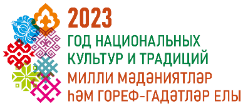 2023
ГОД НАЦИОНАЛЬНЫХ
КУЛЬТУР И ТРАДИЦИЙ
МИЛЛИ МӘДӘНИЯТЛӘР
ҺӘМ ГОРЕФ-ГАДӘТЛӘР ЕЛЫ